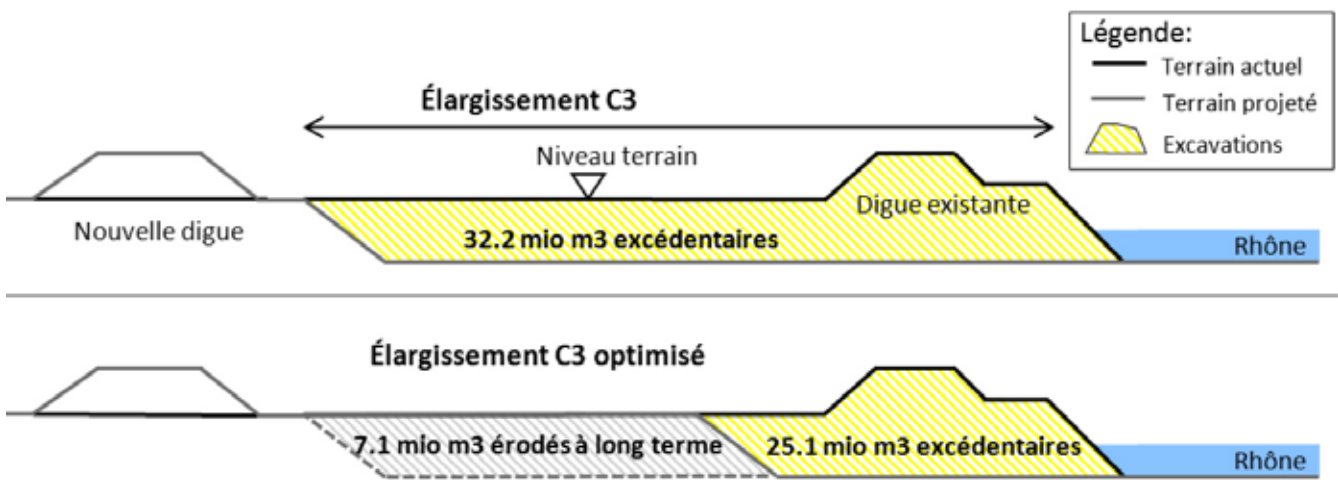 Légende:
Terrain actuel
Terrain projeté
Excavations
Élargissement C3
Niveau terrain
Digue existante
Nouvelle digue
32.2 mio m3 excédentaires
Rhône
Élargissement C3 optimisé
7.1 mio m3 érodés à long terme
25.1 mio m3 excédentaires
Rhône